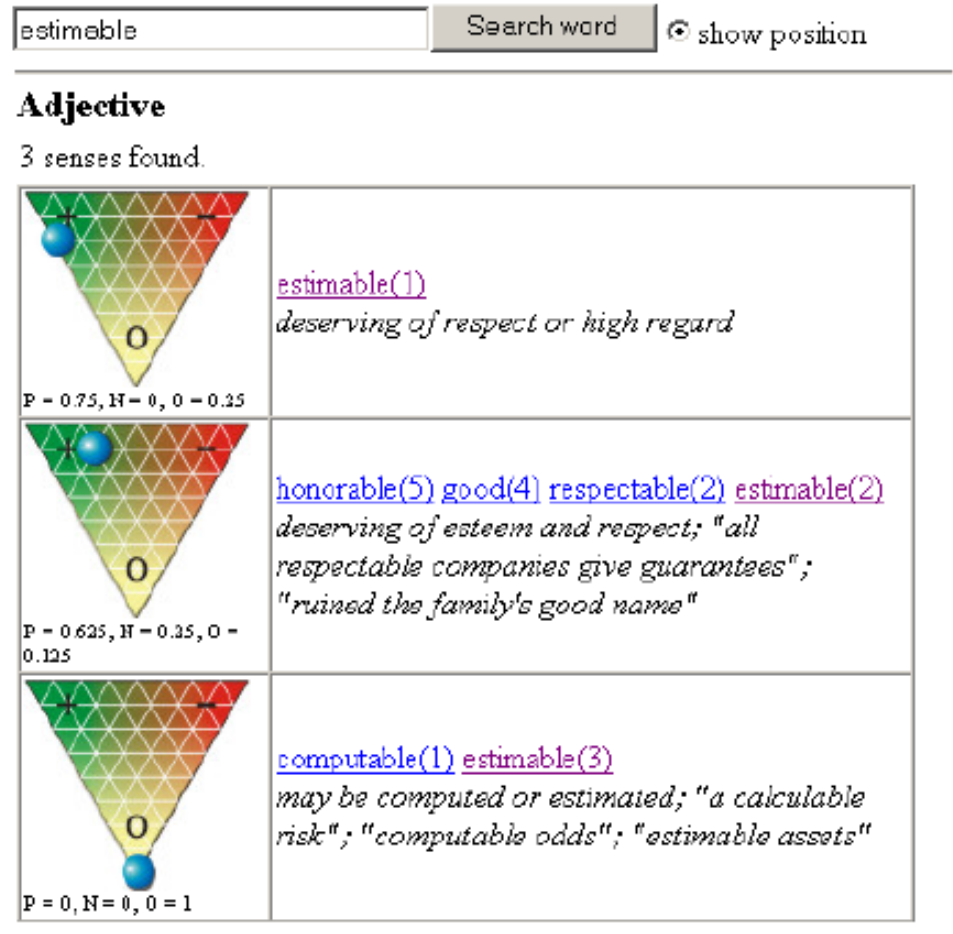 estimable Search word show position
Adjective
3 senses found.
+ −
O
P = 0.75, N = 0, O = 0.25
estimable(1)
deserving of respect or high regard
+ −
O
P = 0.625, N = 0.25, O =
0.125
honorable(5) good(4) respectable(2) estimable(2)
deserving of esteem and respect; "all
respectable companies give guarantees";
"ruined the family's good name"
+ −
O
P = 0, N = 0, O = 1
computable(1) estimable(3)
may be computed or estimated; "a calculable
risk"; "computable odds"; "estimable assets"